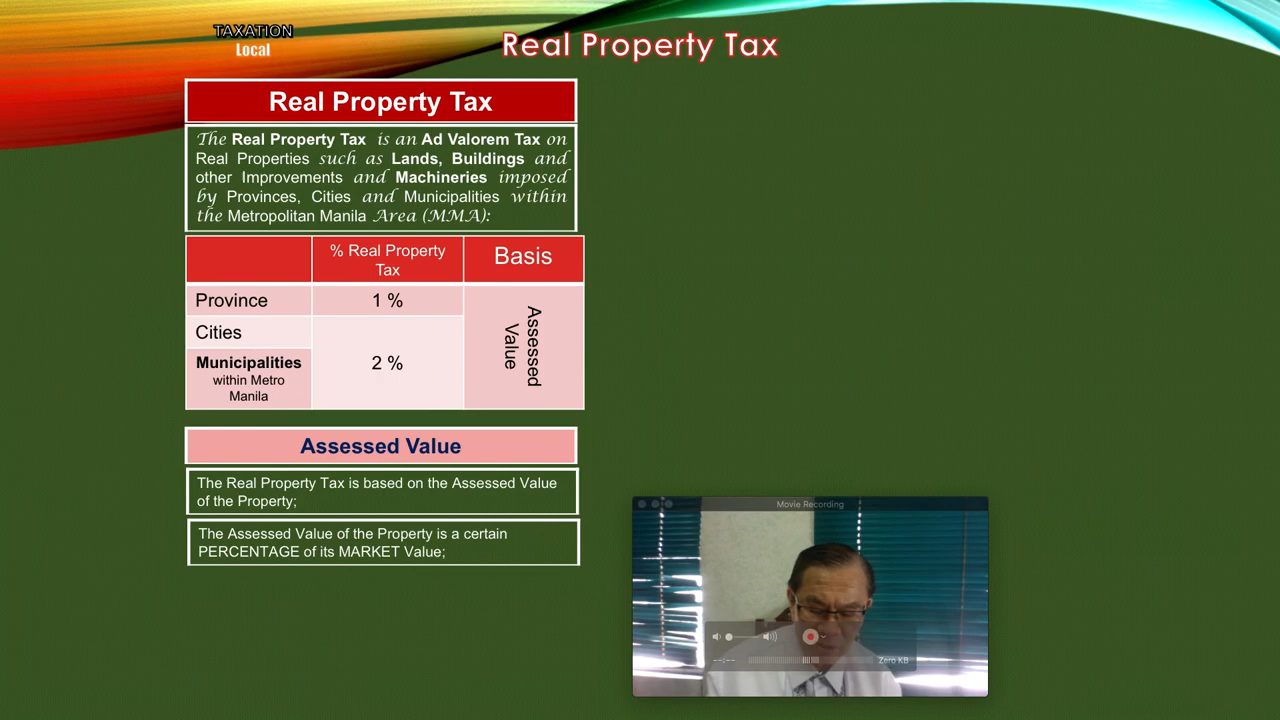 TAXATION
Local
Real Property Tax
Real Property Tax
The Real Property Tax is an Ad Valorem Tax on
Real Properties such as Lands, Buildings and
other Improvements and Machineries imposed
by Provinces, Cities and Municipalities within
the Metropolitan Manila Area (MMA):
% Real Property
Tax
Basis
Province
1 %
Cities
Municipalities
within Metro
Manila
2 %
Assessed
Value
Assessed Value
The Real Property Tax is based on the Assessed Value
of the Property;
The Assessed Value of the Property is a certain
PERCENTAGE of its MARKET Value;
Movie Recording
--:--
Zero KB